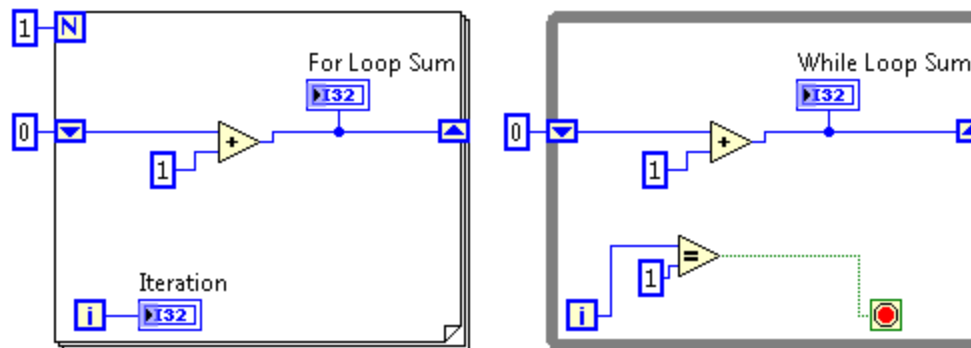 1 N
For Loop Sum
I32
0
+
1
Iteration
i
I32
While Loop Sum
I32
0
+
1
=
1
i